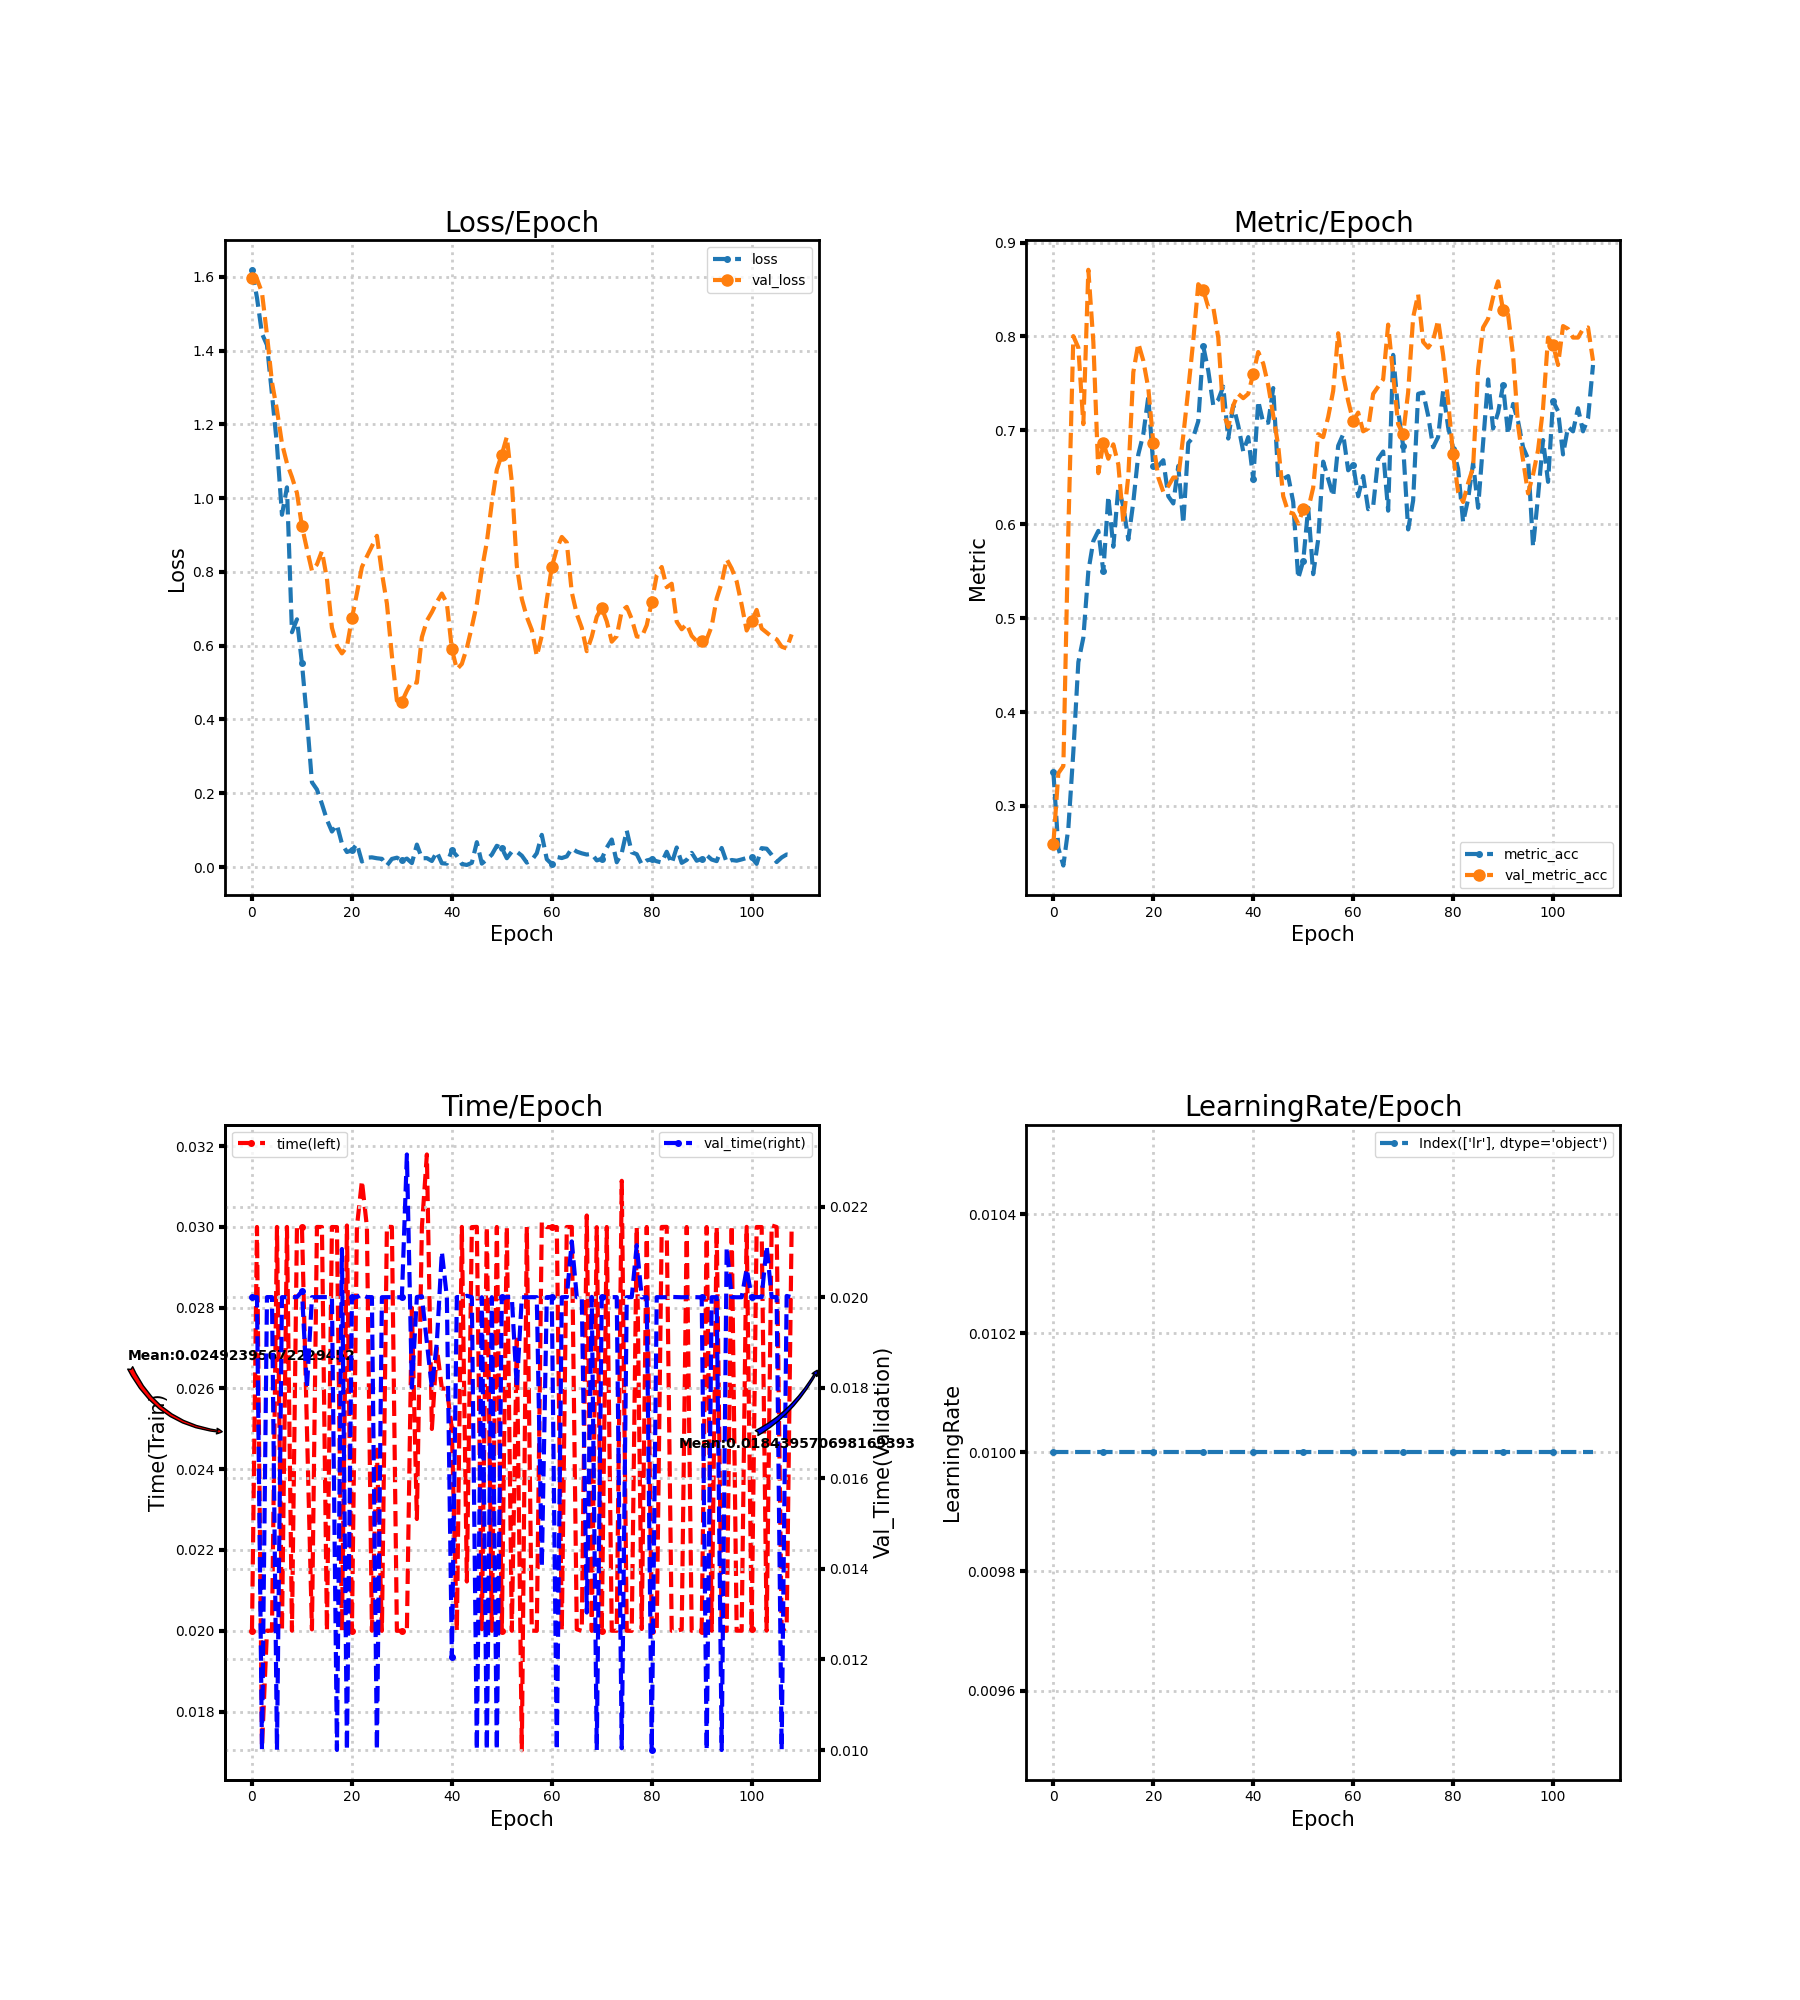 Loss/Epoch
loss
val_loss
1.6
1.4
1.2
1.0
0.8
0.6
0.4
0.2
0.0
Loss
0 20 40 60 80 100
Epoch
Metric/Epoch
0.9
0.8
0.7
0.6
0.5
0.4
0.3
Metric
metric_acc
val_metric_acc
0 20 40 60 80 100
Epoch
Time/Epoch
time(left)
val_time(right)
0.032
0.030
0.028
0.026
0.024
0.022
0.020
0.018
Time(Train)
0.022
0.020
0.018
0.016
0.014
0.012
0.010
Val_Time(Validation)
Mean:0.018439570698169393
0 20 40 60 80 100
Epoch
LearningRate/Epoch
Index(['lr'], dtype='object')
0.0104
0.0102
0.0100
0.0098
0.0096
LearningRate
0 20 40 60 80 100
Epoch